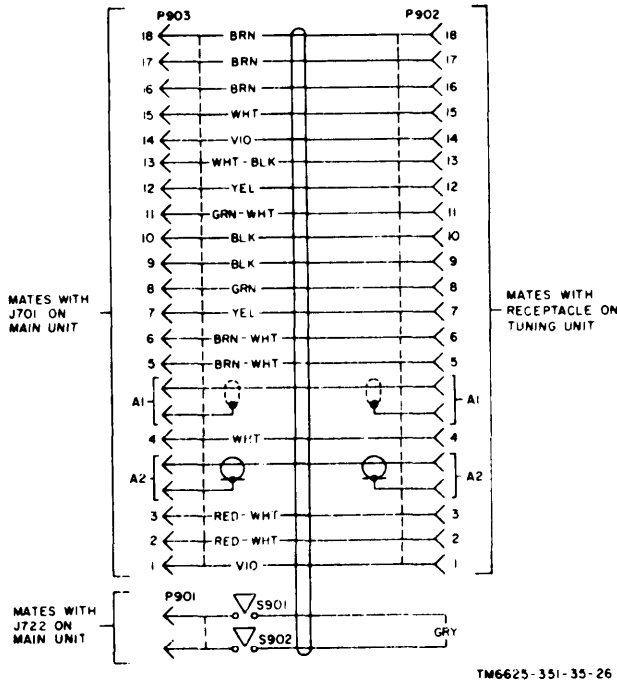 P903 P902
18 BRN 18
17 BRN 17
16 BRN 16
15 WHT 15
14 VIO 14
13 WHT-BLK 13
12 YEL 12
11 GRN-WHT 11
10 BLK 10
9 BLK 9
8 GRN 8
MATES WITH
J701 ON
MAIN UNIT
MATES WITH
RECEPTACLE ON
TUNING UNIT
7 YEL 7
6 BRN-WHT 6
5 BRN-WHT 5
A1 A1
4 WHT 4
A2 A2
3 RED-WHT 3
2 RED-WHT 2
1 VIO 1
P901 S901
MATES WITH
J722 ON
MAIN UNIT
S902 GRY
TM6625-351-35-26